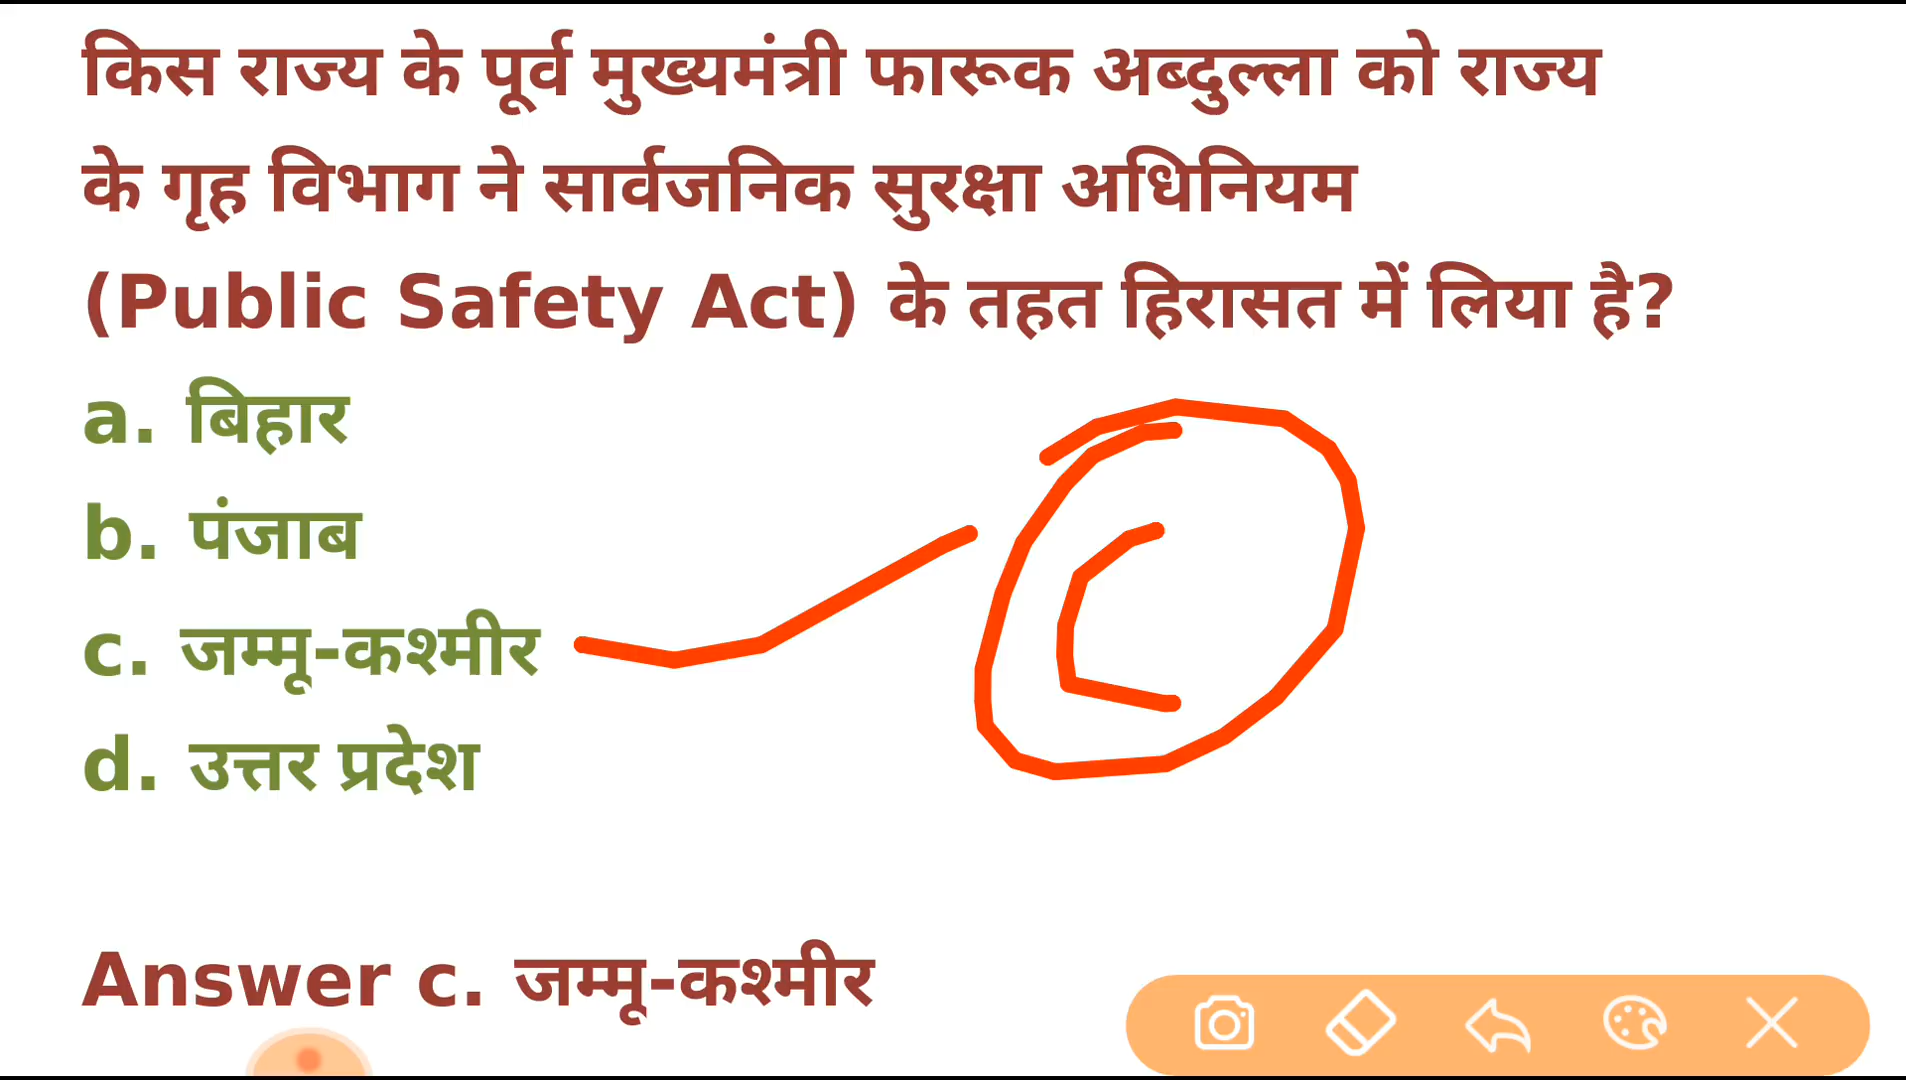 किस राज्य के पूर्व मुख्यमंत्री फारूक अब्दुल्ला को राज्य
के गृह विभाग ने सार्वजनिक सुरक्षा अधिनियम
(Public Safety Act) के तहत हिरासत में लिया है?
a. बिहार
b. पंजाब
c. जम्मू-कश्मीर
C
d. उत्तर प्रदेश
Answer c. जम्मू-कश्मीर